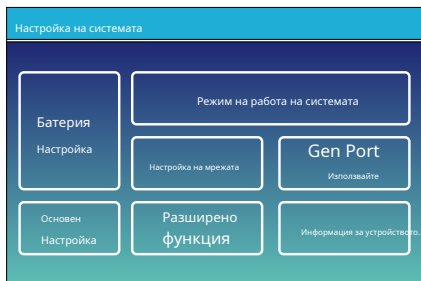 Настройка на системата
Батерия
Настройка
Режим на работа на системата
Настройка на мрежата
Gen Port
Използвайте
Основен
Настройка
Разширено
функция
Информация за устройството.